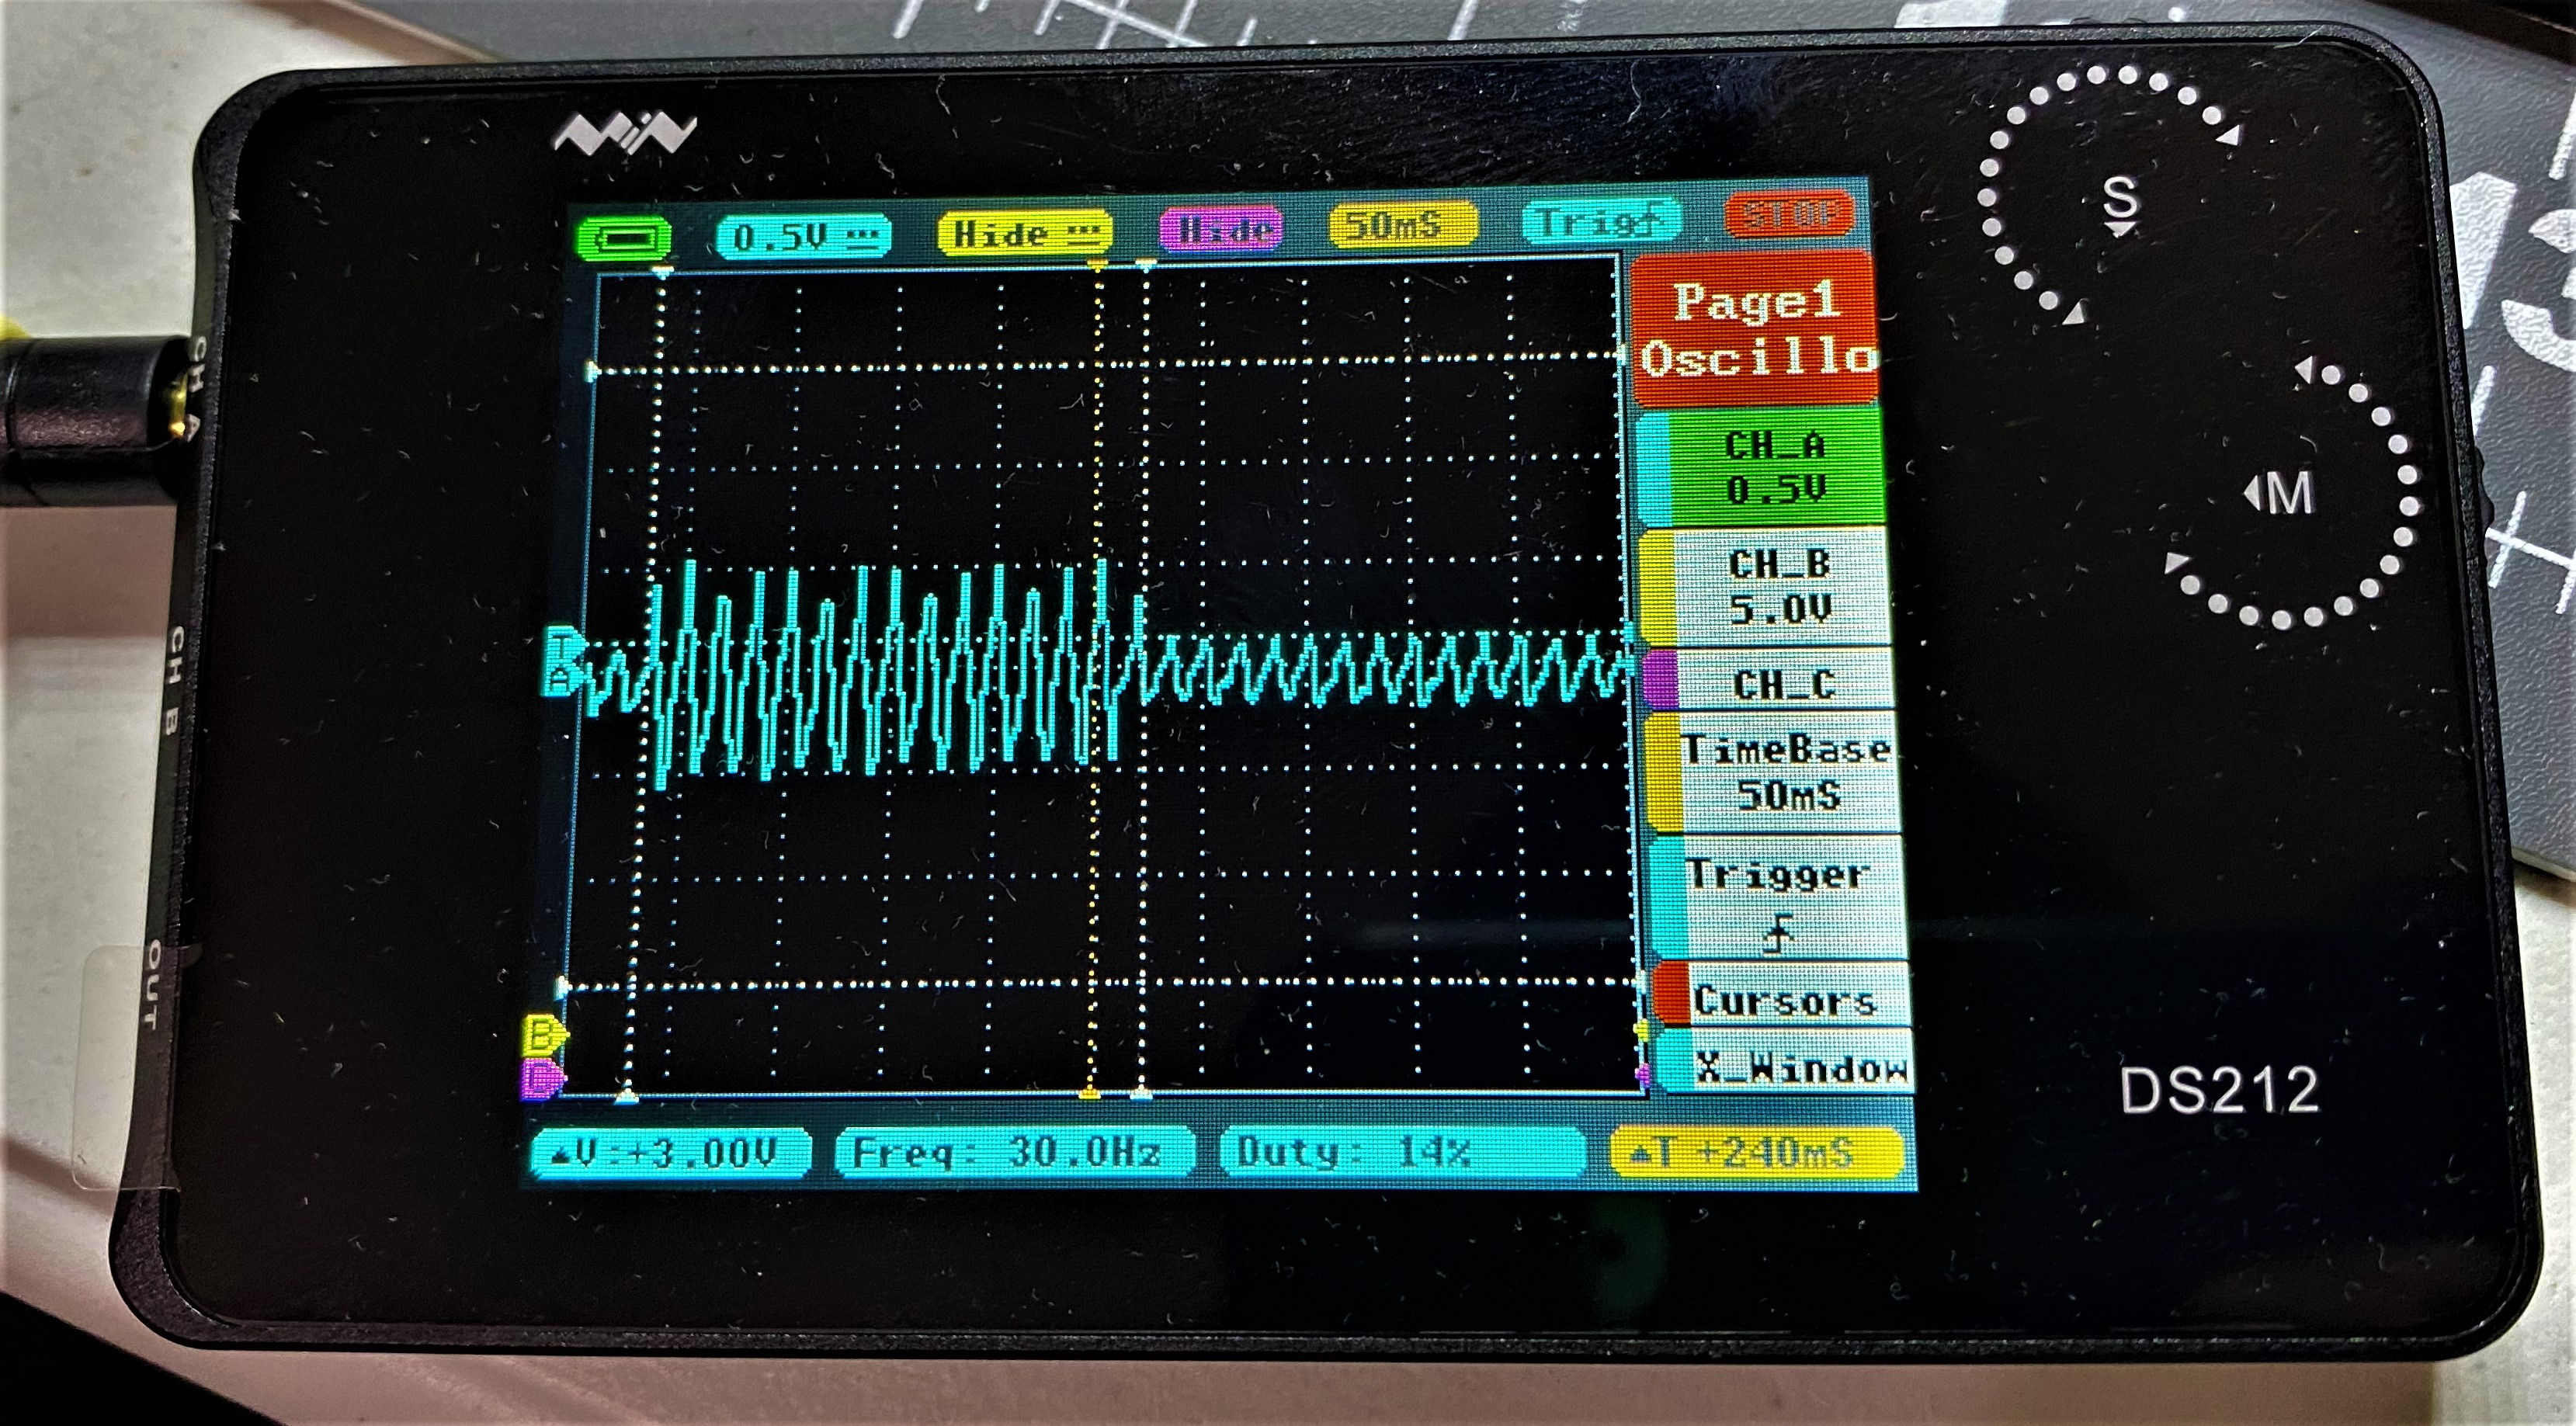 MiN
0.5V
Hide
Hide
50mS
Trig
STOP
S
Page1
Oscillo
CH_A
0.5V
M
CH_B
5.0V
CH_C
TimeBase
50mS
Trigger
Cursors
X_Window
CH A
CH B
OUT
T
A
B
C
▲V:+3.00V
Freq: 30.0Hz
Duty: 14%
▲T +240mS
DS212